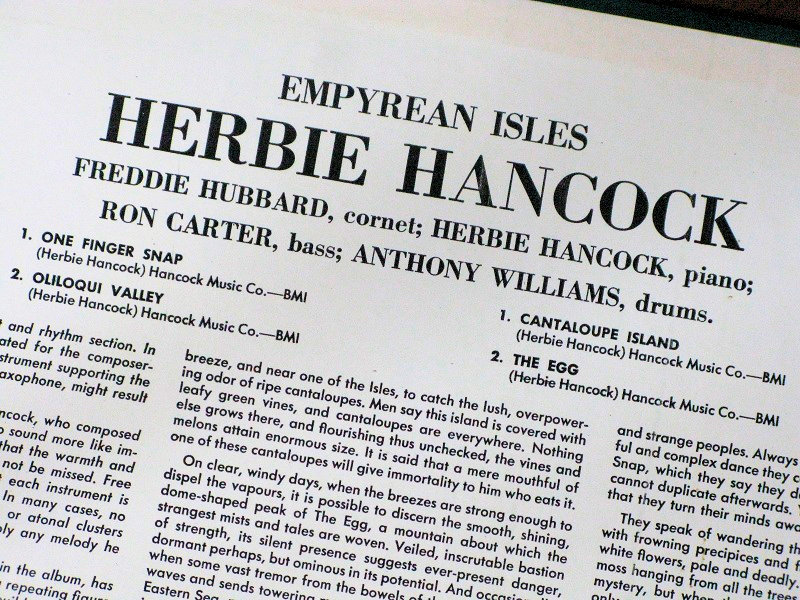 EMPYREAN ISLES
HERBIE HANCOCK
FREDDIE HUBBARD, cornet; HERBIE HANCOCK, piano;
RON CARTER, bass; ANTHONY WILLIAMS, drums.
1. ONE FINGER SNAP
(Herbie Hancock) Hancock Music Co.—BMI
2. OLILOQUI VALLEY
(Herbie Hancock) Hancock Music Co.—BMI
1. CANTALOUPE ISLAND
(Herbie Hancock) Hancock Music Co.—BMI
2. THE EGG
(Herbie Hancock) Hancock Music Co.—BMI
and rhythm section. In
ated for the composer-
strument supporting the
axophone, might result
ncock, who composed
sound more like im-
that the warmth and
not be missed. Free
each instrument is
In many cases, no
or atonal clusters
bly any melody he
in the album, has
repeating figu
breeze, and near one of the Isles, to catch the lush, overpower-
ing odor of ripe cantaloupes. Men say this island is covered with
leafy green vines, and cantaloupes are everywhere. Nothing
else grows there, and flourishing thus unchecked, the vines and
melons attain enormous size. It is said that a mere mouthful of
one of these cantaloupes will give immortality to him who eats it.
On clear, windy days, when the breezes are strong enough to
dispel the vapours, it is possible to discern the smooth, shining,
dome-shaped peak of The Egg, a mountain about which the
strangest mists and tales are woven. Veiled, inscrutable bastion
of strength, its silent presence suggests ever-present danger,
dormant perhaps, but ominous in its potential. And occasion
when some vast tremor from the bowels of th
waves and sends towering
Eastern Sea
and strange peoples. Always
ful and complex dance they c
Snap, which they say they d
cannot duplicate afterwards.
that they turn their minds awa
They speak of wandering th
with frowning precipices and f
white flowers, pale and deadly.
moss hanging from all the trees
mystery, but when th